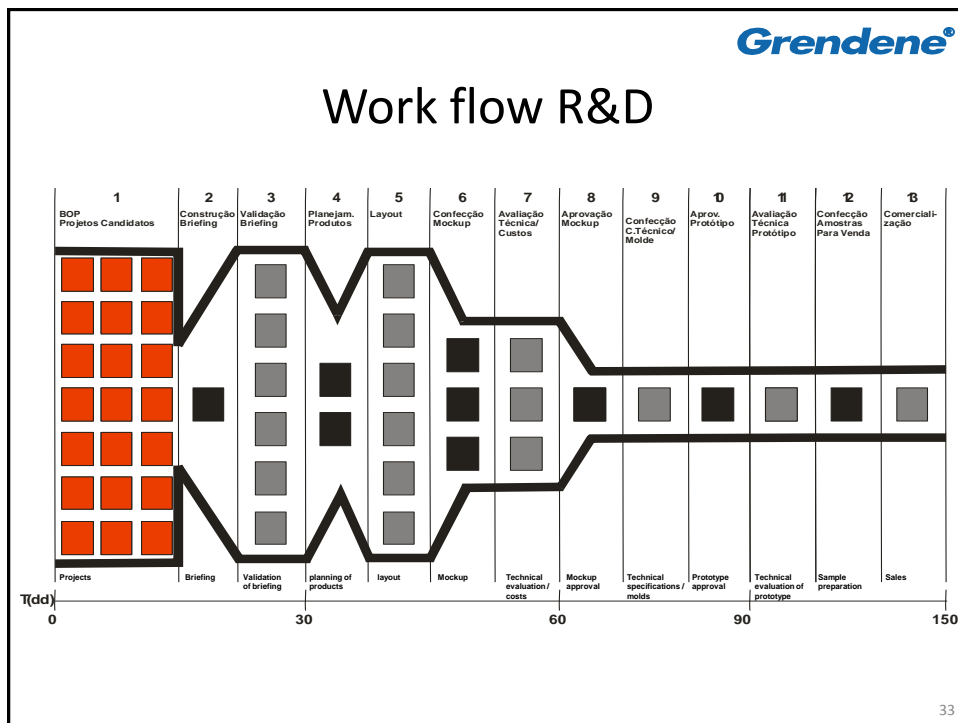 Grendene®
Work flow R&D
1 2 3 4 5 6 7 8 9 10 11 12 13
BOP
Projetos Candidatos
Construção
Briefing
Validação
Briefing
Planejam.
Produtos
Layout
Confecção
Mockup
Avaliação
Técnica/
Custos
Aprovação
Mockup
Confecção
C.Técnico/
Molde
Aprov.
Protótipo
Avaliação
Técnica
Protótipo
Confecção
Amostras
Para Venda
Comerciali-
zação
Projects
Briefing
Validation
of briefing
planning of
products
layout
Mockup
Technical
evaluation /
costs
Mockup
approval
Technical
specifications /
molds
Prototype
approval
Technical
evaluation of
prototype
Sample
preparation
Sales
T(dd)
0 30 60 90 150
33